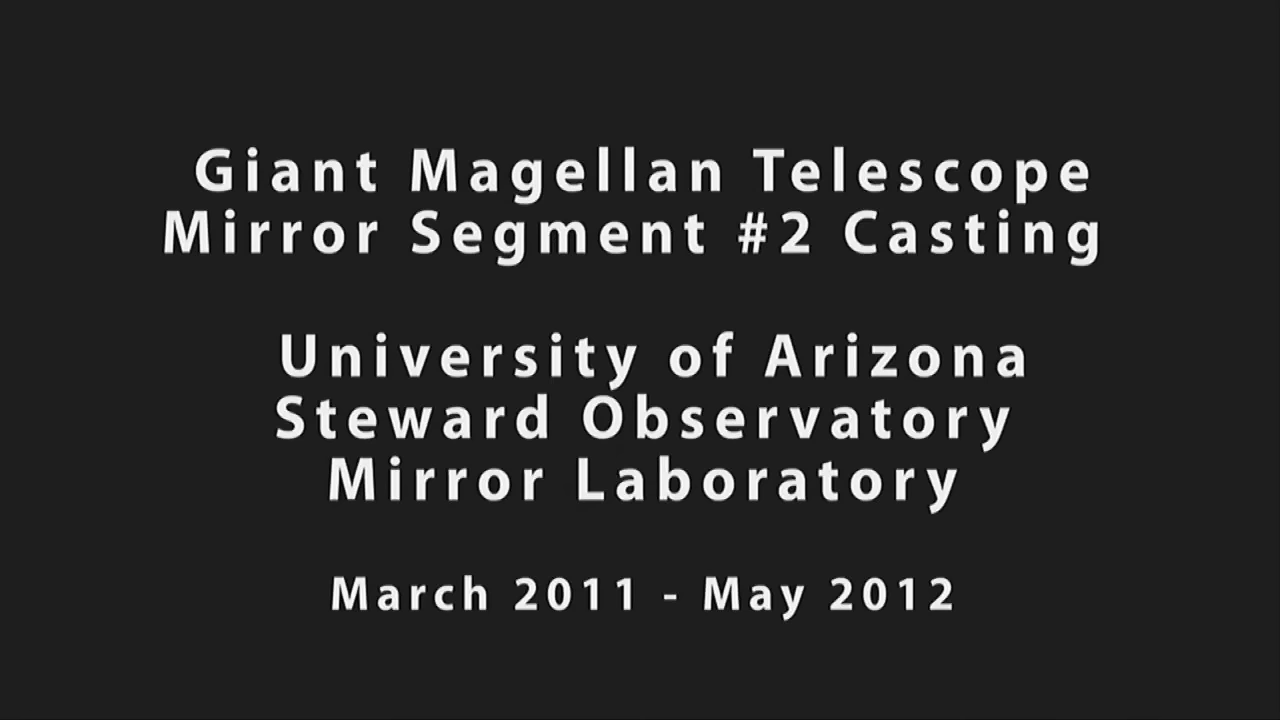 Giant Magellan Telescope
Mirror Segment #2 Casting
University of Arizona
Steward Observatory
Mirror Laboratory
March 2011 - May 2012